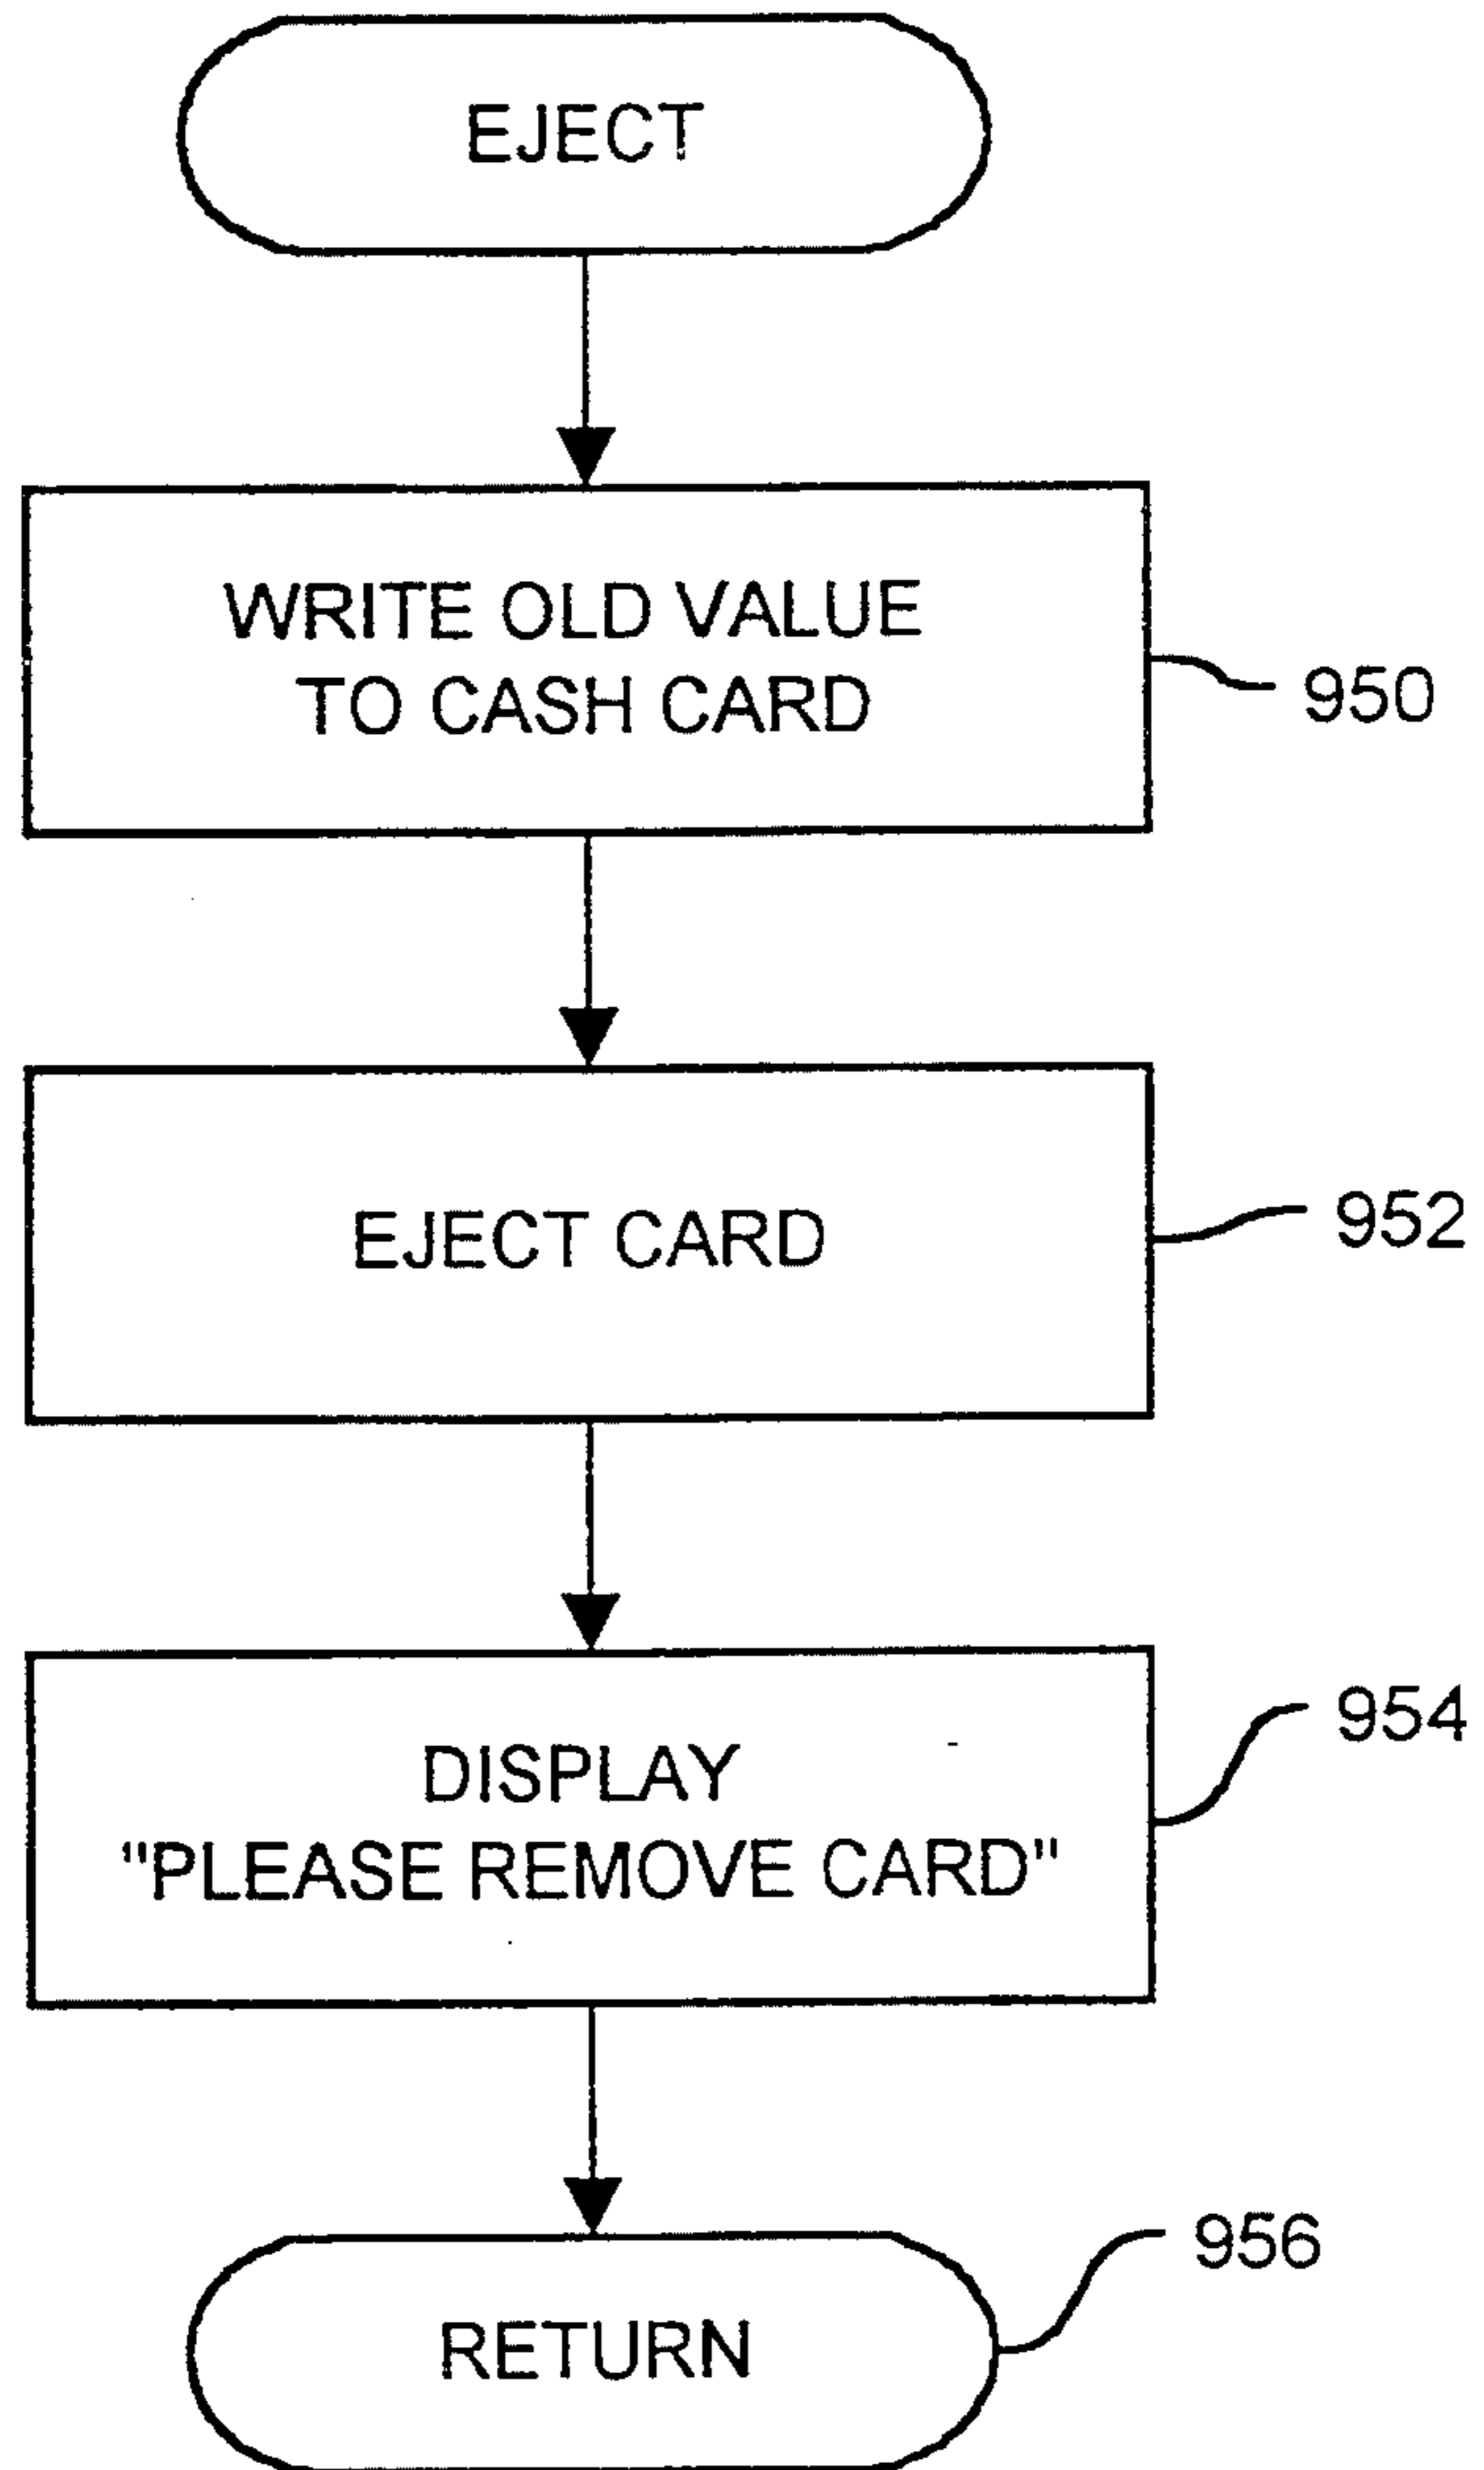 EJECT
WRITE OLD VALUE
TO CASH CARD
950
EJECT CARD
952
DISPLAY
"PLEASE REMOVE CARD"
954
RETURN
956